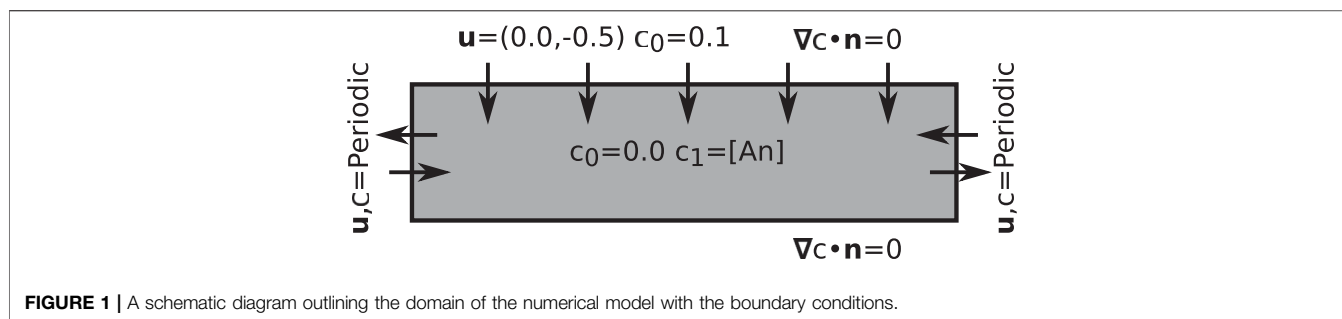 u=(0.0,-0.5) c₀=0.1 ∇c•n=0
u,c=Periodic
c₀=0.0 c₁=[An]
u,c=Periodic
∇c•n=0
FIGURE 1 | A schematic diagram outlining the domain of the numerical model with the boundary conditions.